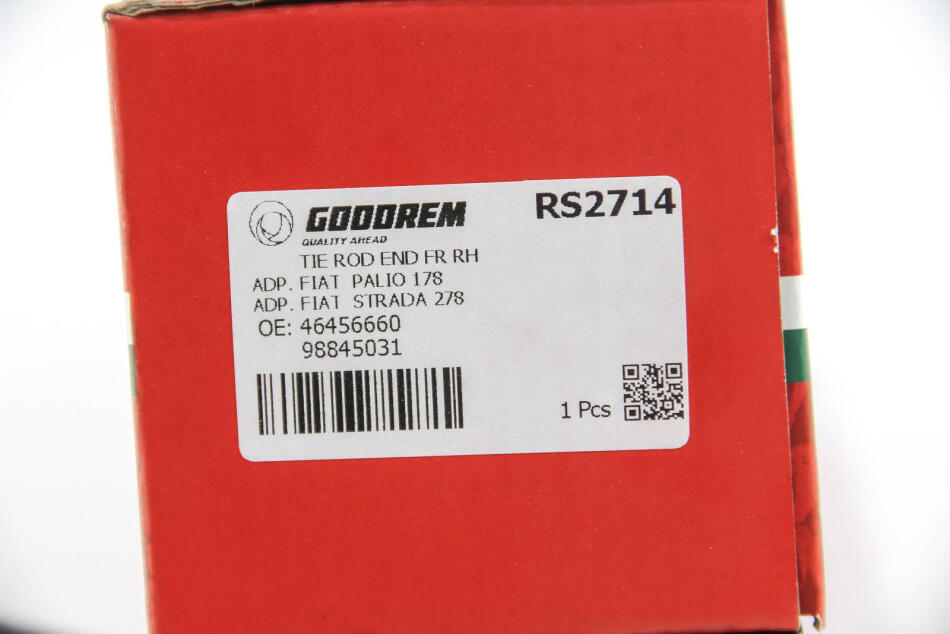 GOODREM RS2714
QUALITY AHEAD
TIE ROD END FR RH
ADP. FIAT PALIO 178
ADP. FIAT STRADA 278
OE: 46456660
98845031
1 Pcs